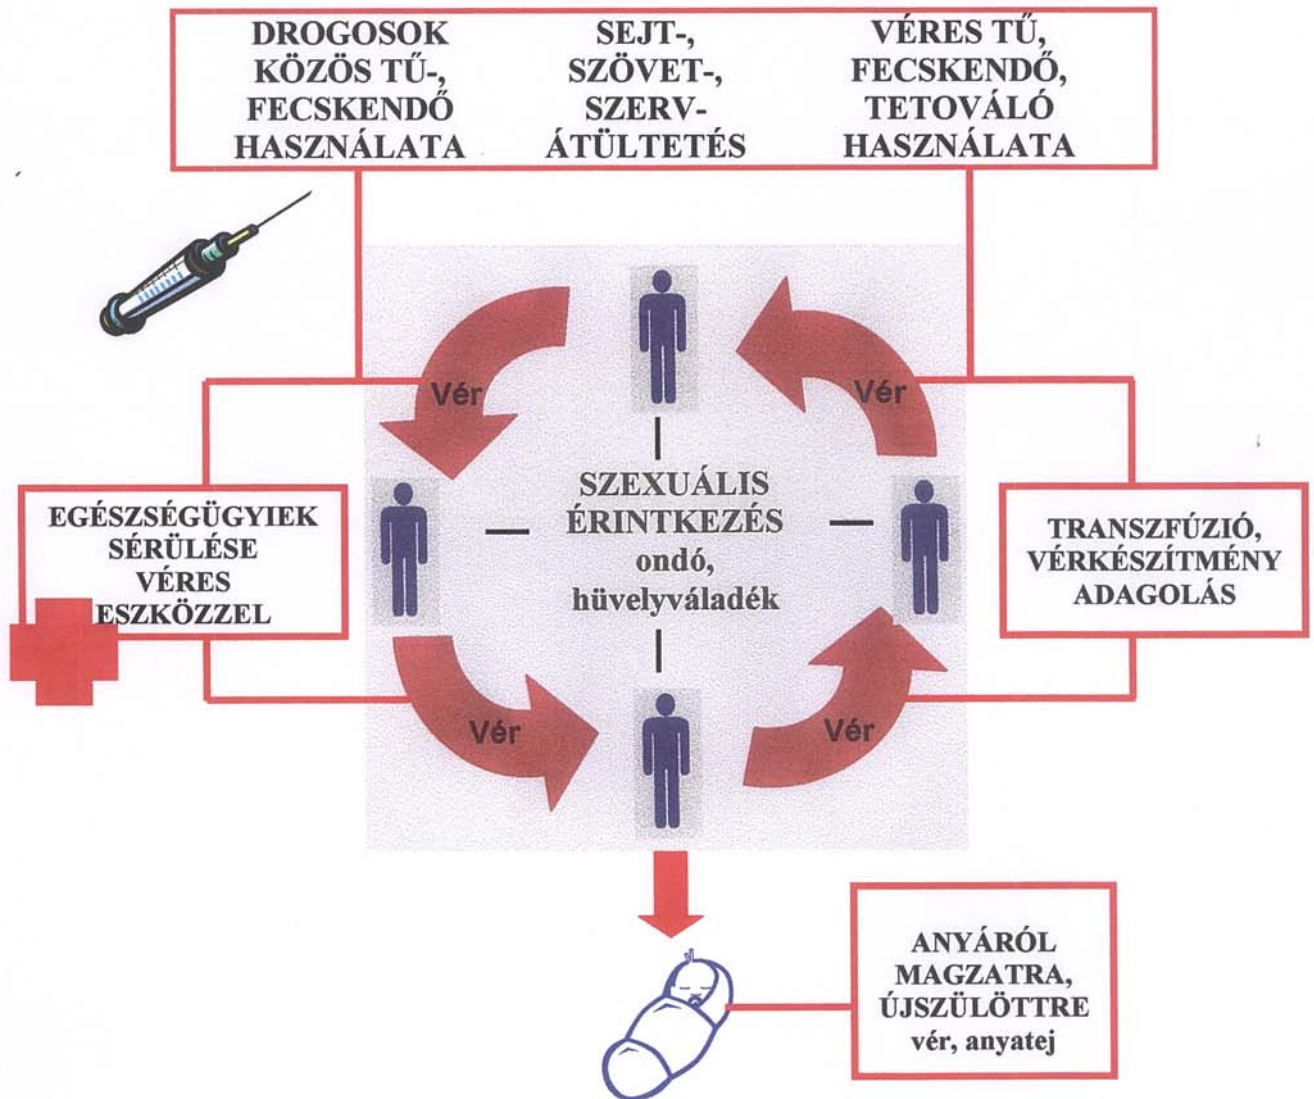 DROGOSOK
KÖZÖS TŰ-,
FECSKENDŐ
HASZNÁLATA
SEJT-,
SZÖVET-,
SZERV-
ÁTÜLTETÉS
VÉRES TŰ,
FECSKENDŐ,
TETOVÁLÓ
HASZNÁLATA
Vér
Vér
EGÉSZSÉGÜGYIEK
SÉRÜLÉSE
VÉRES
ESZKÖZZEL
SZEXUÁLIS
ÉRINTKEZÉS
ondó,
hüvelyváladék
TRANSZFÚZIÓ,
VÉRKÉSZÍTMÉNY
ADAGOLÁS
Vér
Vér
ANYÁRÓL
MAGZATRA,
ÚJSZÜLÖTTRE
vér, anyatej